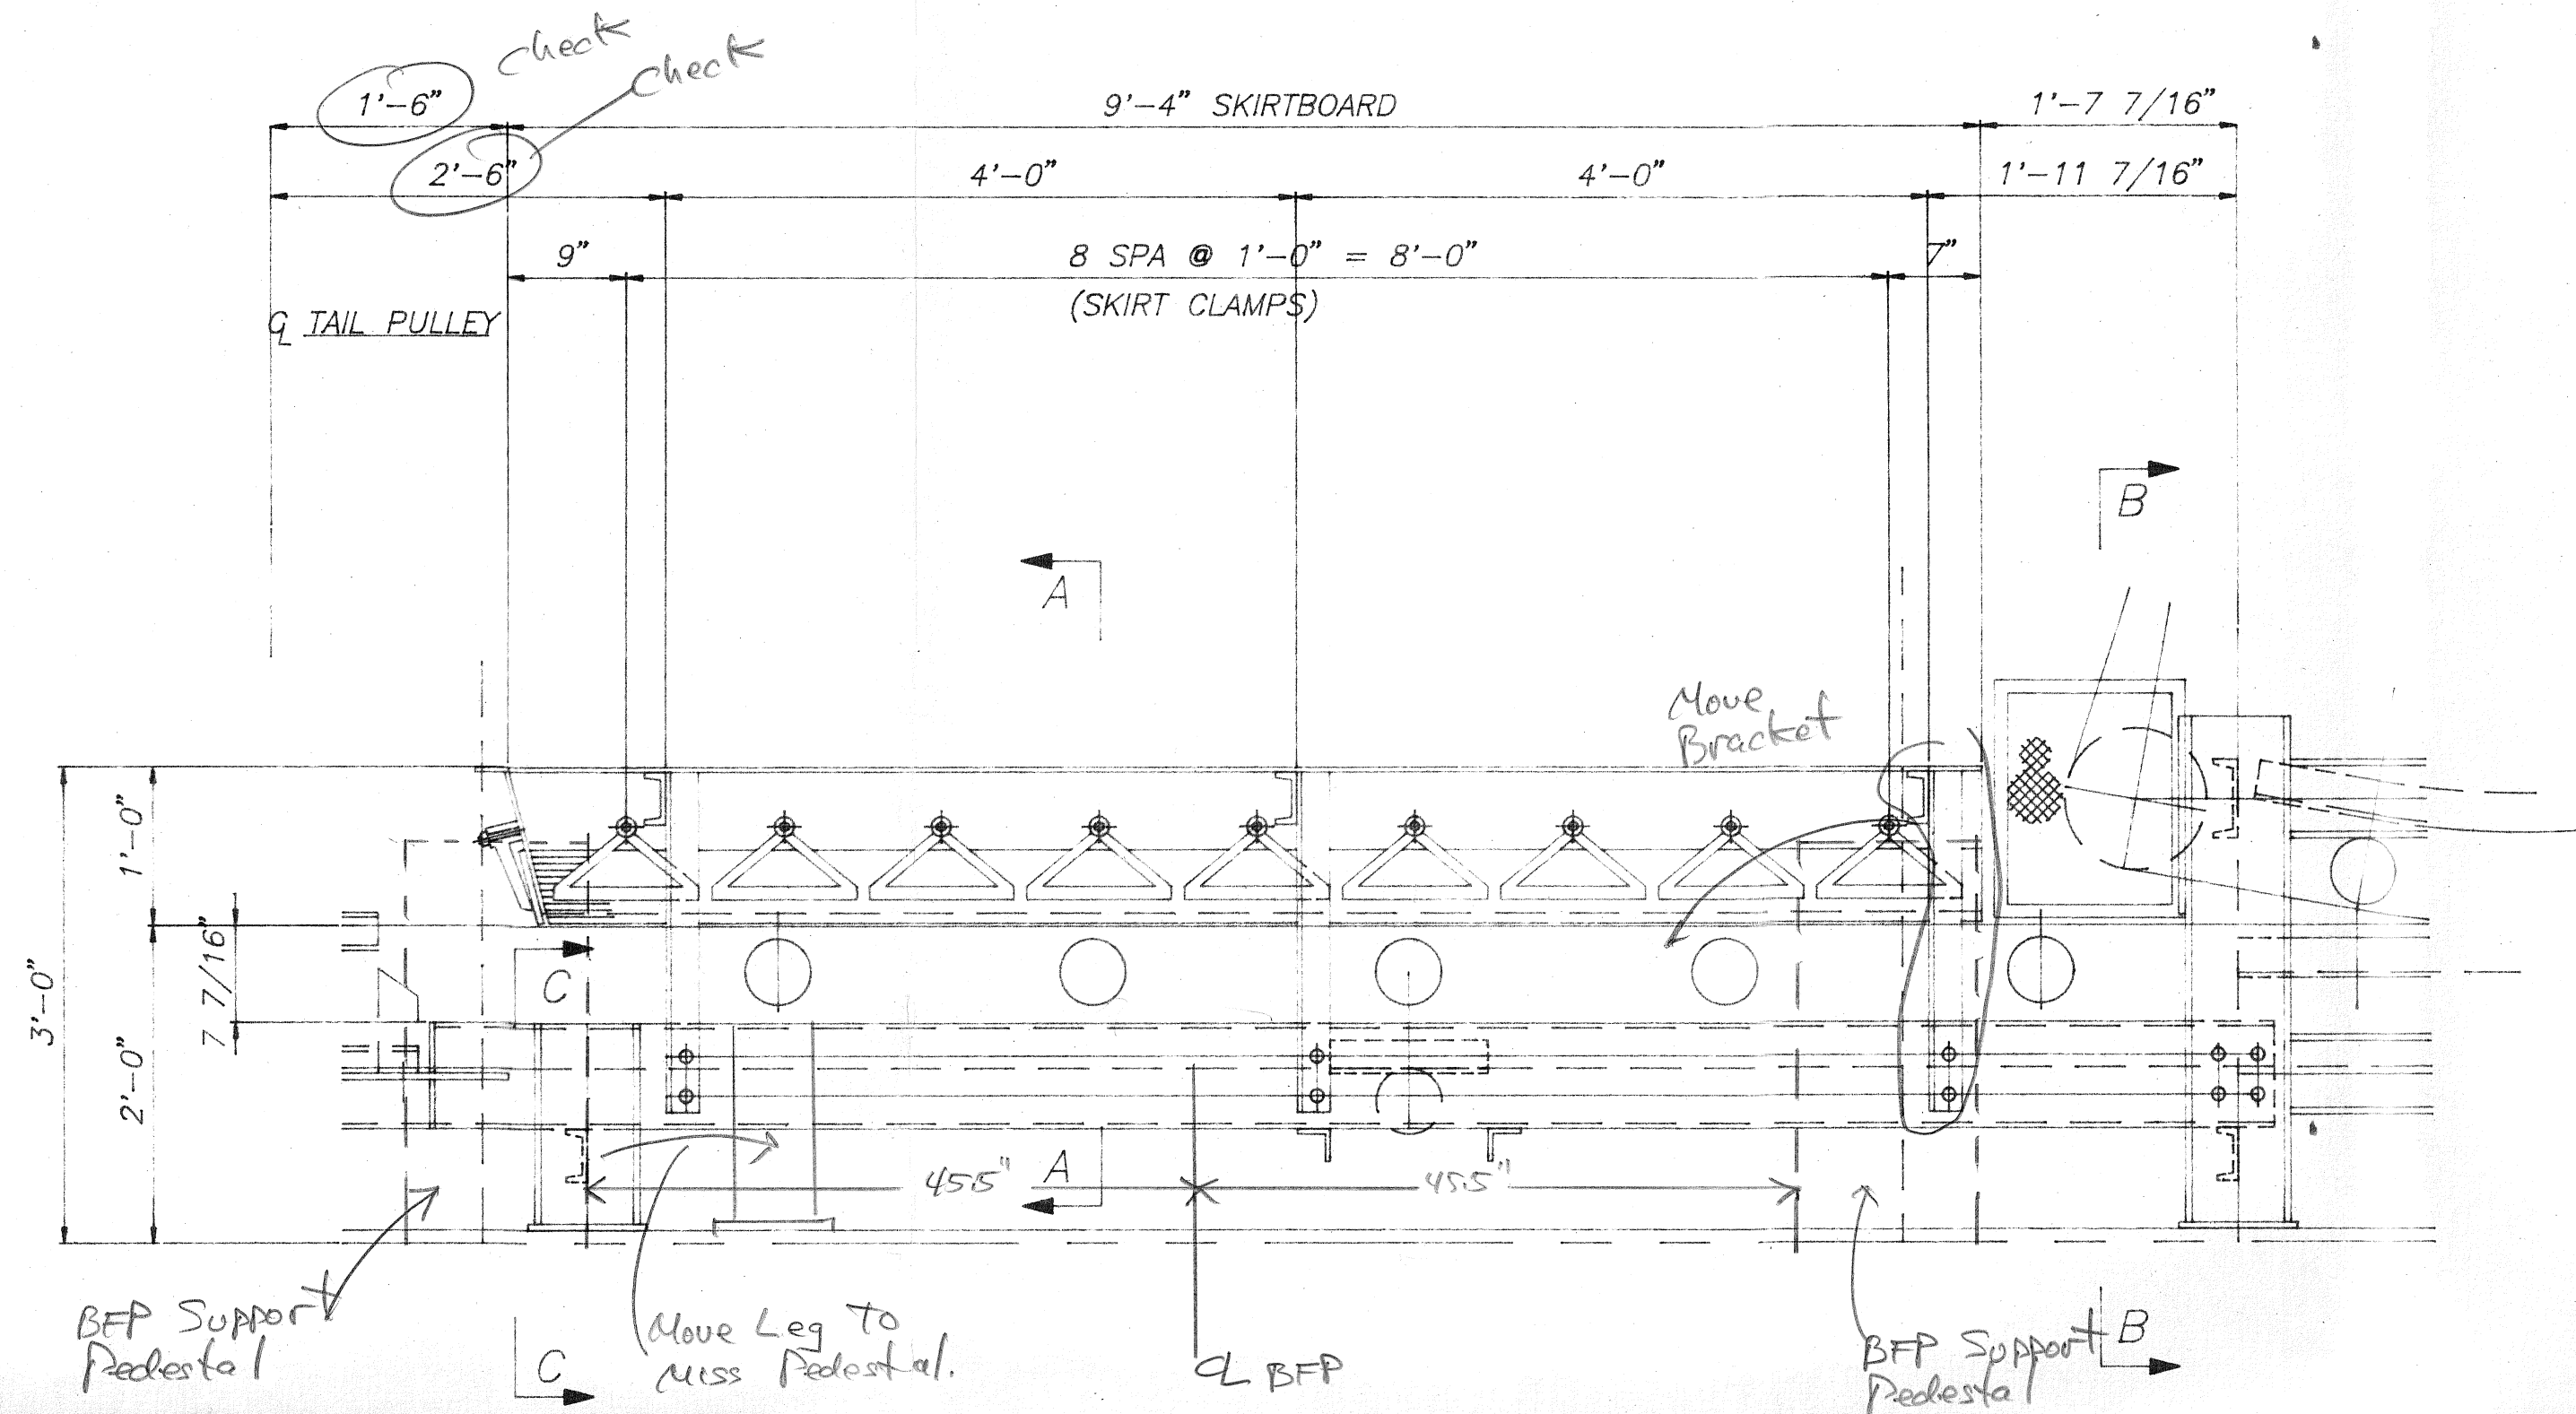 check
check
1'-6"
9'-4" SKIRTBOARD
1'-7 7/16"
2'-6"
4'-0"
4'-0"
1'-11 7/16"
9"
8 SPA @ 1'-0" = 8'-0"
7"
(SKIRT CLAMPS)
℄ TAIL PULLEY
B
A
Move
Bracket
1'-0"
7 7/16"
3'-0"
2'-0"
C
45.5"
A
45.5"
BFP Support
Pedestal
C
Move Leg To
Miss Pedestal.
℄ BFP
BFP Support
Pedestal
B